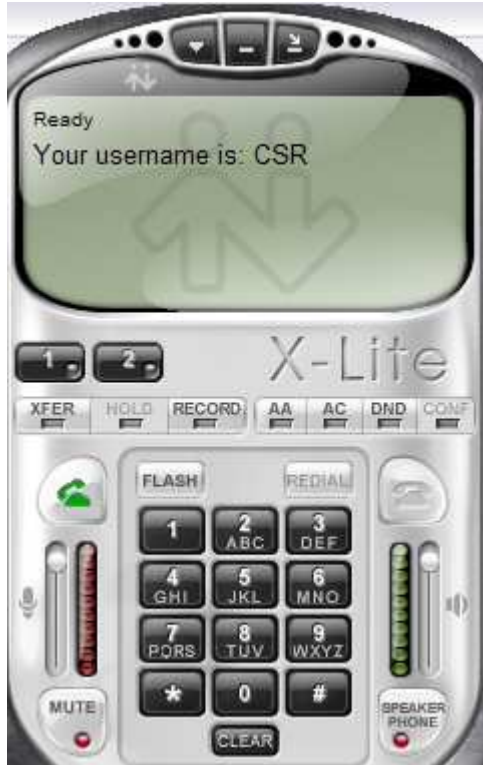 Ready
Your username is: CSR
1 2
X-Lite
XFER HOLD RECORD AA AC DND CONF
FLASH REDIAL
1 2 3
ABC DEF
4 5 6
GHI JKL MNO
7 8 9
PQRS TUV WXYZ
* 0 #
MUTE
SPEAKER
PHONE
CLEAR